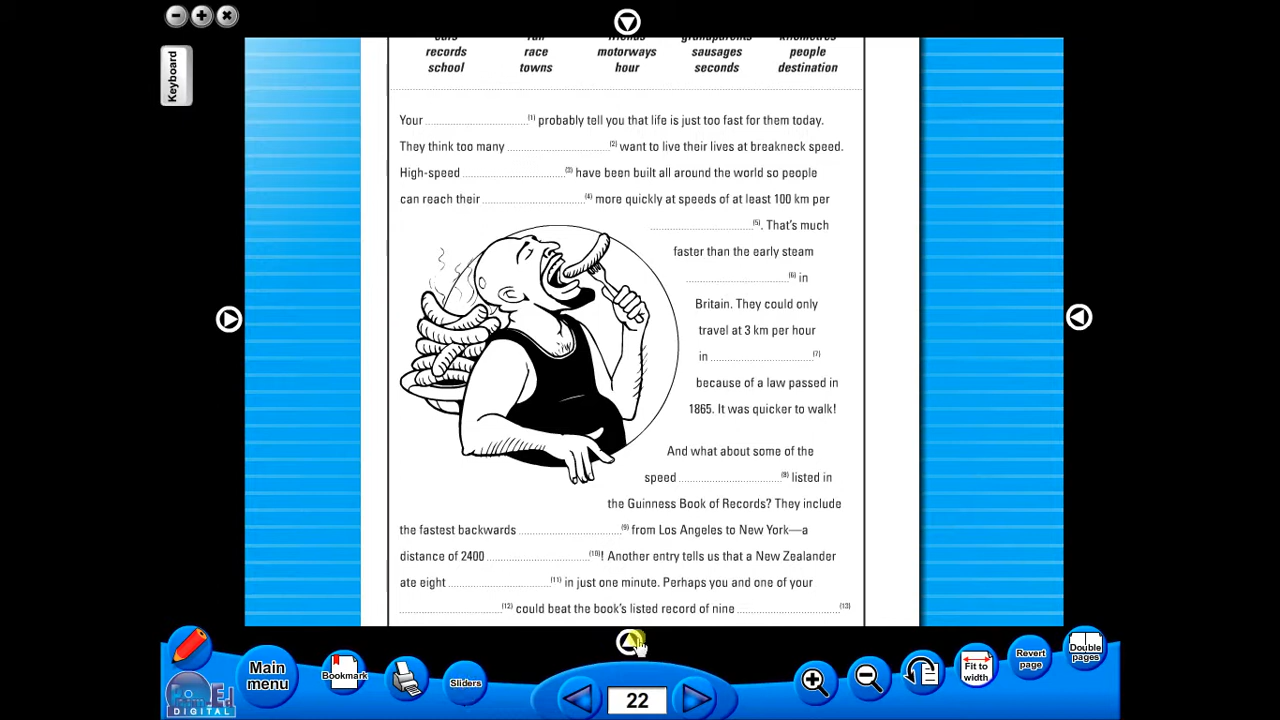 Keyboard
cars run friends grandparents kilometres
records race motorways sausages people
school towns hour seconds destination
Your ........ (1) probably tell you that life is just too fast for them today.
They think too many ........ (2) want to live their lives at breakneck speed.
High-speed ........ (3) have been built all around the world so people
can reach their ........ (4) more quickly at speeds of at least 100 km per
........ (5). That's much
faster than the early steam
........ (6) in
Britain. They could only
travel at 3 km per hour
in ........ (7)
because of a law passed in
1865. It was quicker to walk!
And what about some of the
speed ........ (8) listed in
the Guinness Book of Records? They include
the fastest backwards ........ (9) from Los Angeles to New York—a
distance of 2400 ........ (10)! Another entry tells us that a New Zealander
ate eight ........ (11) in just one minute. Perhaps you and one of your
........ (12) could beat the book's listed record of nine ........ (13)
Main
menu
Bookmark
Sliders
22
Fit to
width
Revert
page
Double
pages
DIGITAL